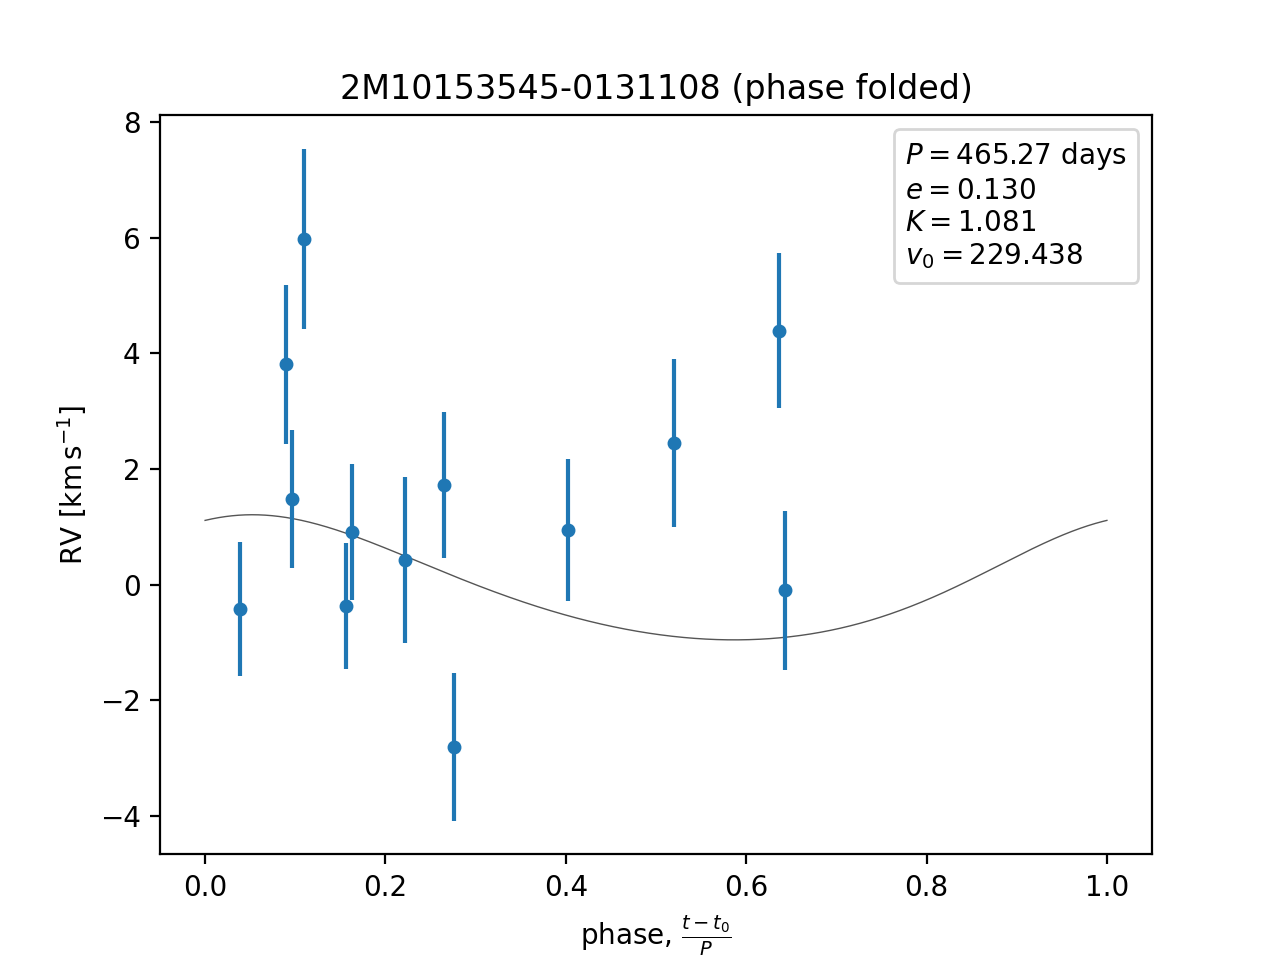 2M10153545-0131108 (phase folded)
P = 465.27 days
e = 0.130
K = 1.081
v₀ = 229.438
8
6
4
2
0
−2
−4
RV [km s⁻¹]
0.0 0.2 0.4 0.6 0.8 1.0
phase, (t − t₀)/P